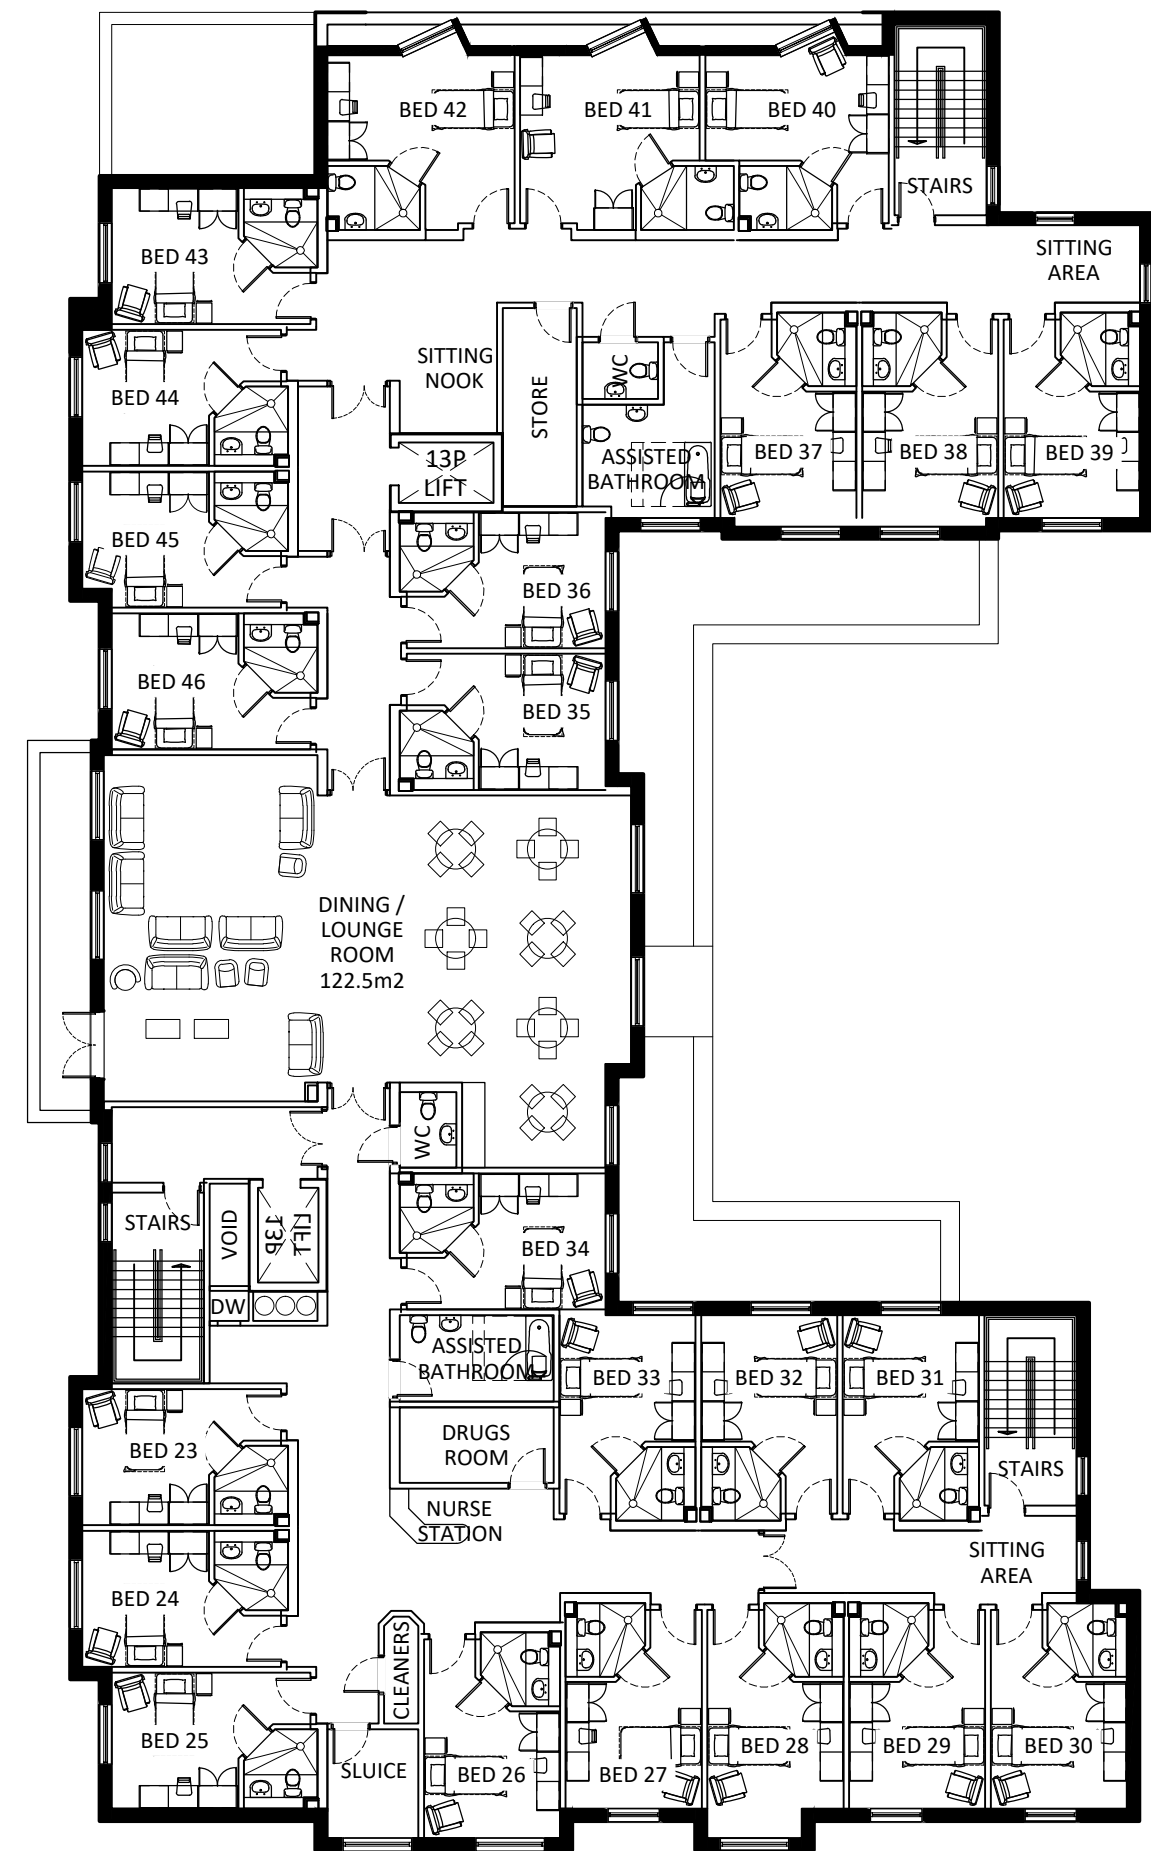 BED 42
BED 41
BED 40
STAIRS
BED 43
SITTING
AREA
BED 44
SITTING
NOOK
STORE
WC
13P
LIFT
ASSISTED
BATHROOM
BED 37
BED 38
BED 39
BED 45
BED 36
BED 46
BED 35
DINING /
LOUNGE
ROOM
122.5m2
WC
STAIRS
VOID
LIFT
13P
BED 34
DW
ASSISTED
BATHROOM
BED 33
BED 32
BED 31
BED 23
DRUGS
ROOM
STAIRS
NURSE
STATION
SITTING
AREA
BED 24
CLEANERS
BED 25
SLUICE
BED 26
BED 27
BED 28
BED 29
BED 30